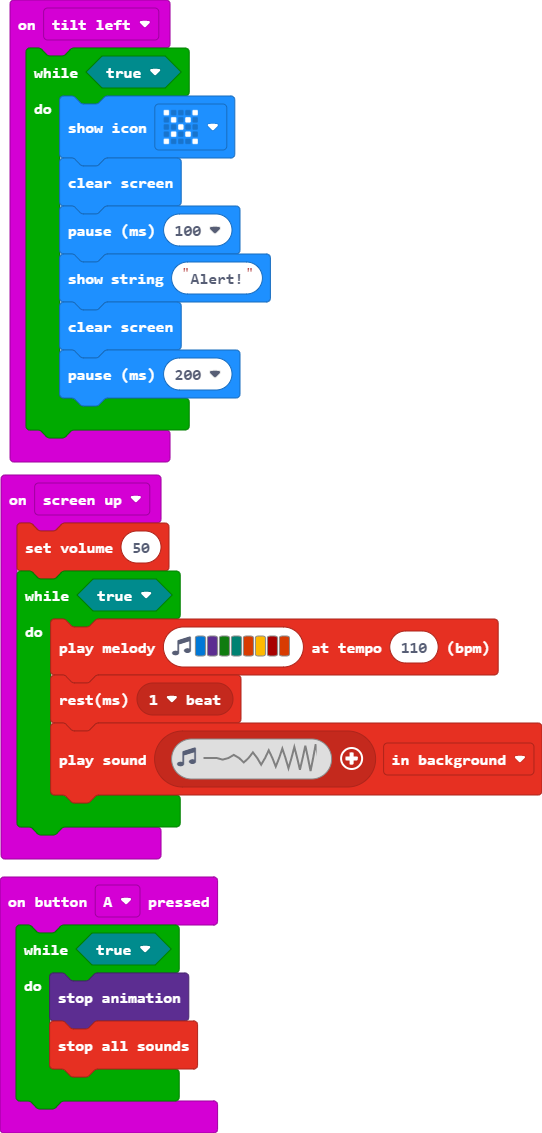 on tilt left
while true
do
show icon
clear screen
pause (ms) 100
show string "Alert!"
clear screen
pause (ms) 200
on screen up
set volume 50
while true
do
play melody at tempo 110 (bpm)
rest(ms) 1 beat
play sound in background
on button A pressed
while true
do
stop animation
stop all sounds